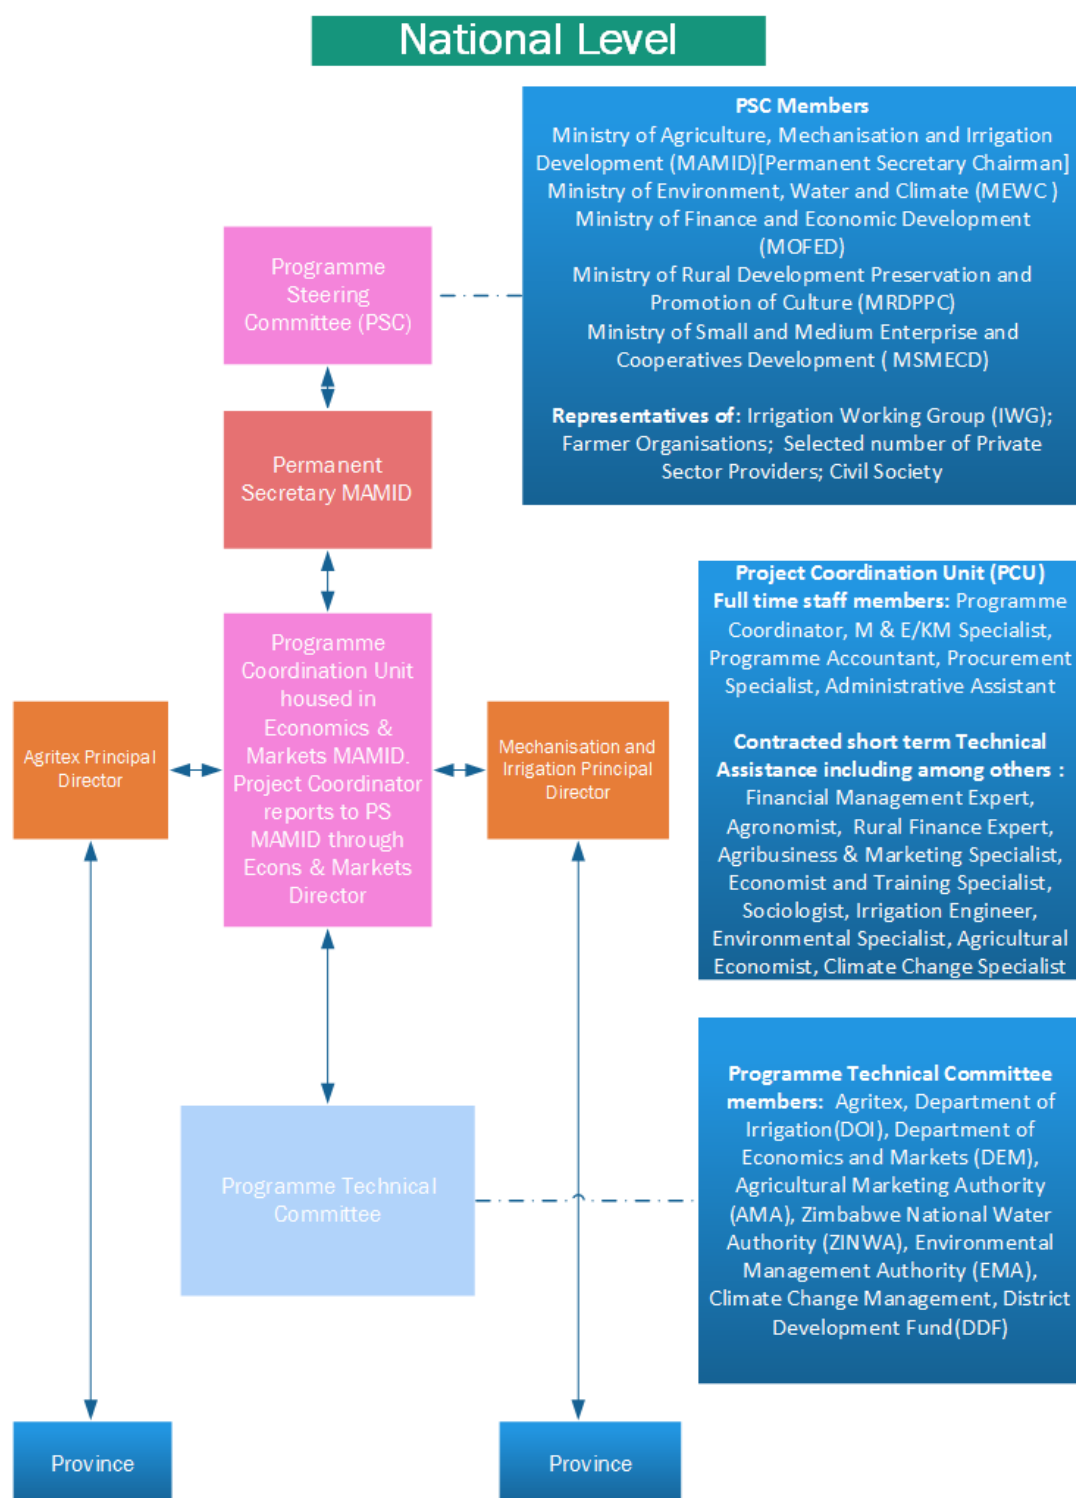 National Level
PSC Members
Ministry of Agriculture, Mechanisation and Irrigation
Development (MAMID)[Permanent Secretary Chairman]
Ministry of Environment, Water and Climate (MEWC )
Ministry of Finance and Economic Development
(MOFED)
Ministry of Rural Development Preservation and
Promotion of Culture (MRDPPC)
Ministry of Small and Medium Enterprise and
Cooperatives Development ( MSMECD)
Representatives of: Irrigation Working Group (IWG);
Farmer Organisations; Selected number of Private
Sector Providers; Civil Society
Programme
Steering
Committee (PSC)
Permanent
Secretary MAMID
Programme
Coordination Unit
housed in
Economics &
Markets MAMID.
Project Coordinator
reports to PS
MAMID through
Econs & Markets
Director
Agritex Principal
Director
Mechanisation and
Irrigation Principal
Director
Project Coordination Unit (PCU)
Full time staff members: Programme
Coordinator, M & E/KM Specialist,
Programme Accountant, Procurement
Specialist, Administrative Assistant
Contracted short term Technical
Assistance including among others :
Financial Management Expert,
Agronomist, Rural Finance Expert,
Agribusiness & Marketing Specialist,
Economist and Training Specialist,
Sociologist, Irrigation Engineer,
Environmental Specialist, Agricultural
Economist, Climate Change Specialist
Programme Technical
Committee
Programme Technical Committee
members: Agritex, Department of
Irrigation(DOI), Department of
Economics and Markets (DEM),
Agricultural Marketing Authority
(AMA), Zimbabwe National Water
Authority (ZINWA), Environmental
Management Authority (EMA),
Climate Change Management, District
Development Fund(DDF)
Province
Province